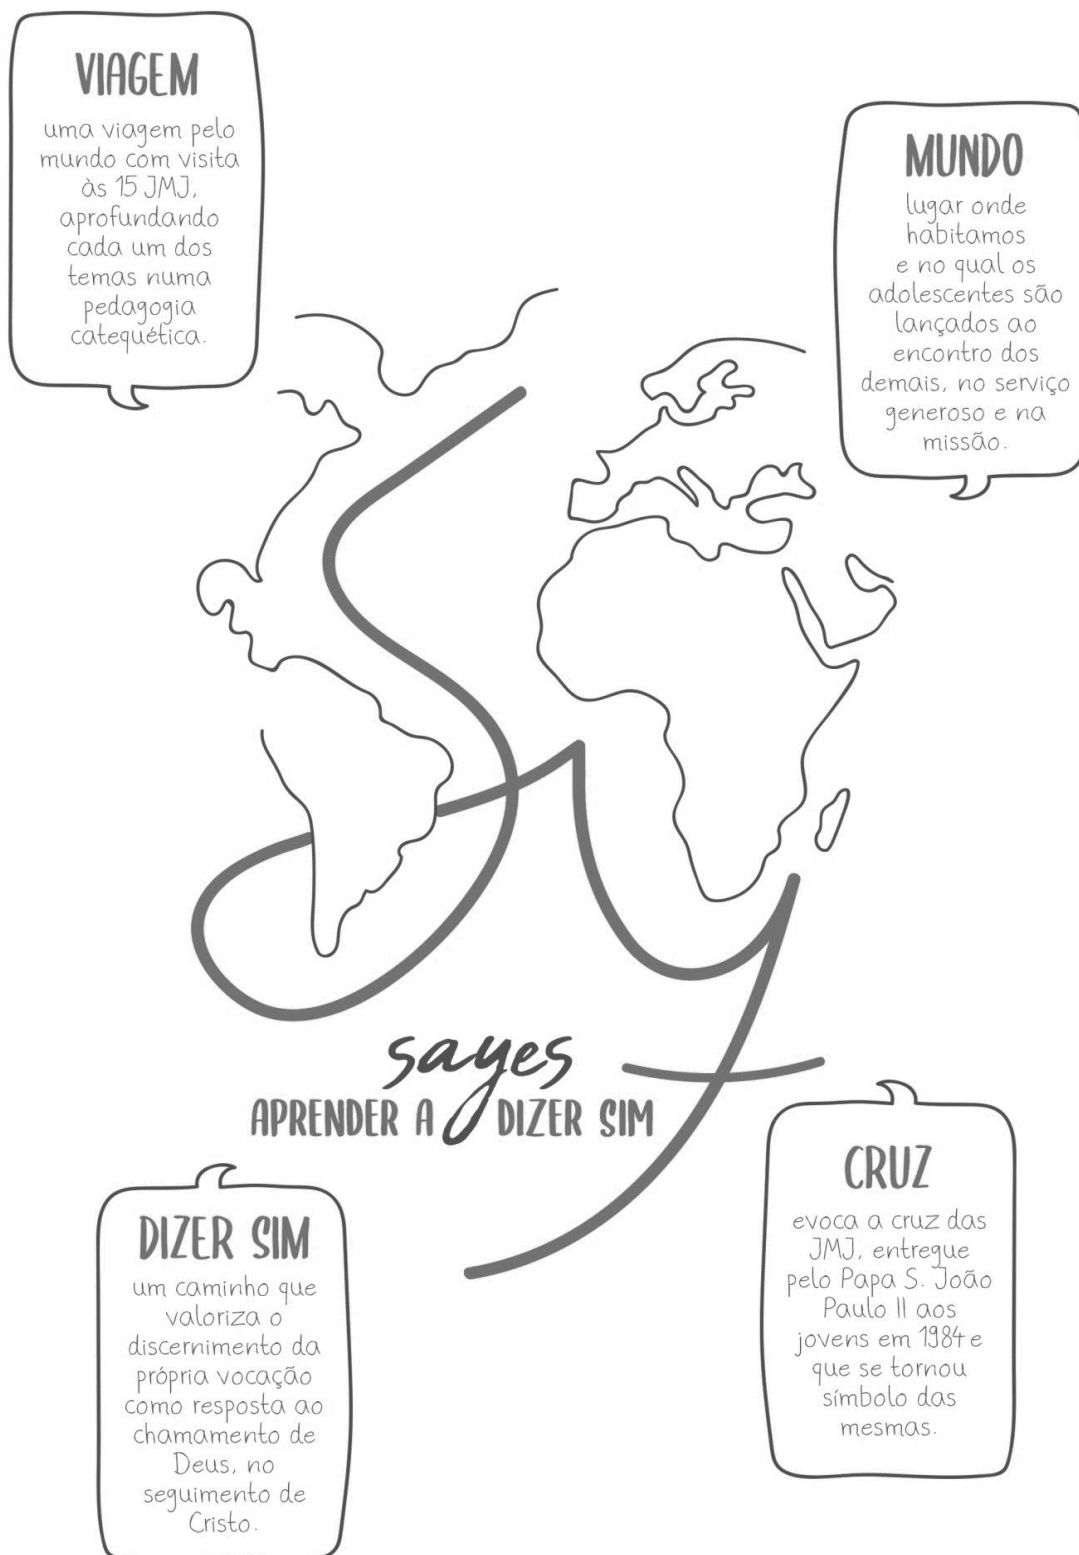 VIAGEM
uma viagem pelo
mundo com visita
às 15 JMJ,
aprofundando
cada um dos
temas numa
pedagogia
catequética.
MUNDO
lugar onde
habitamos
e no qual os
adolescentes são
lançados ao
encontro dos
demais, no serviço
generoso e na
missão.
sayes
APRENDER A DIZER SIM
DIZER SIM
um caminho que
valoriza o
discernimento da
própria vocação
como resposta ao
chamamento de
Deus, no
seguimento de
Cristo.
CRUZ
evoca a cruz das
JMJ, entregue
pelo Papa S. João
Paulo II aos
jovens em 1984 e
que se tornou
símbolo das
mesmas.